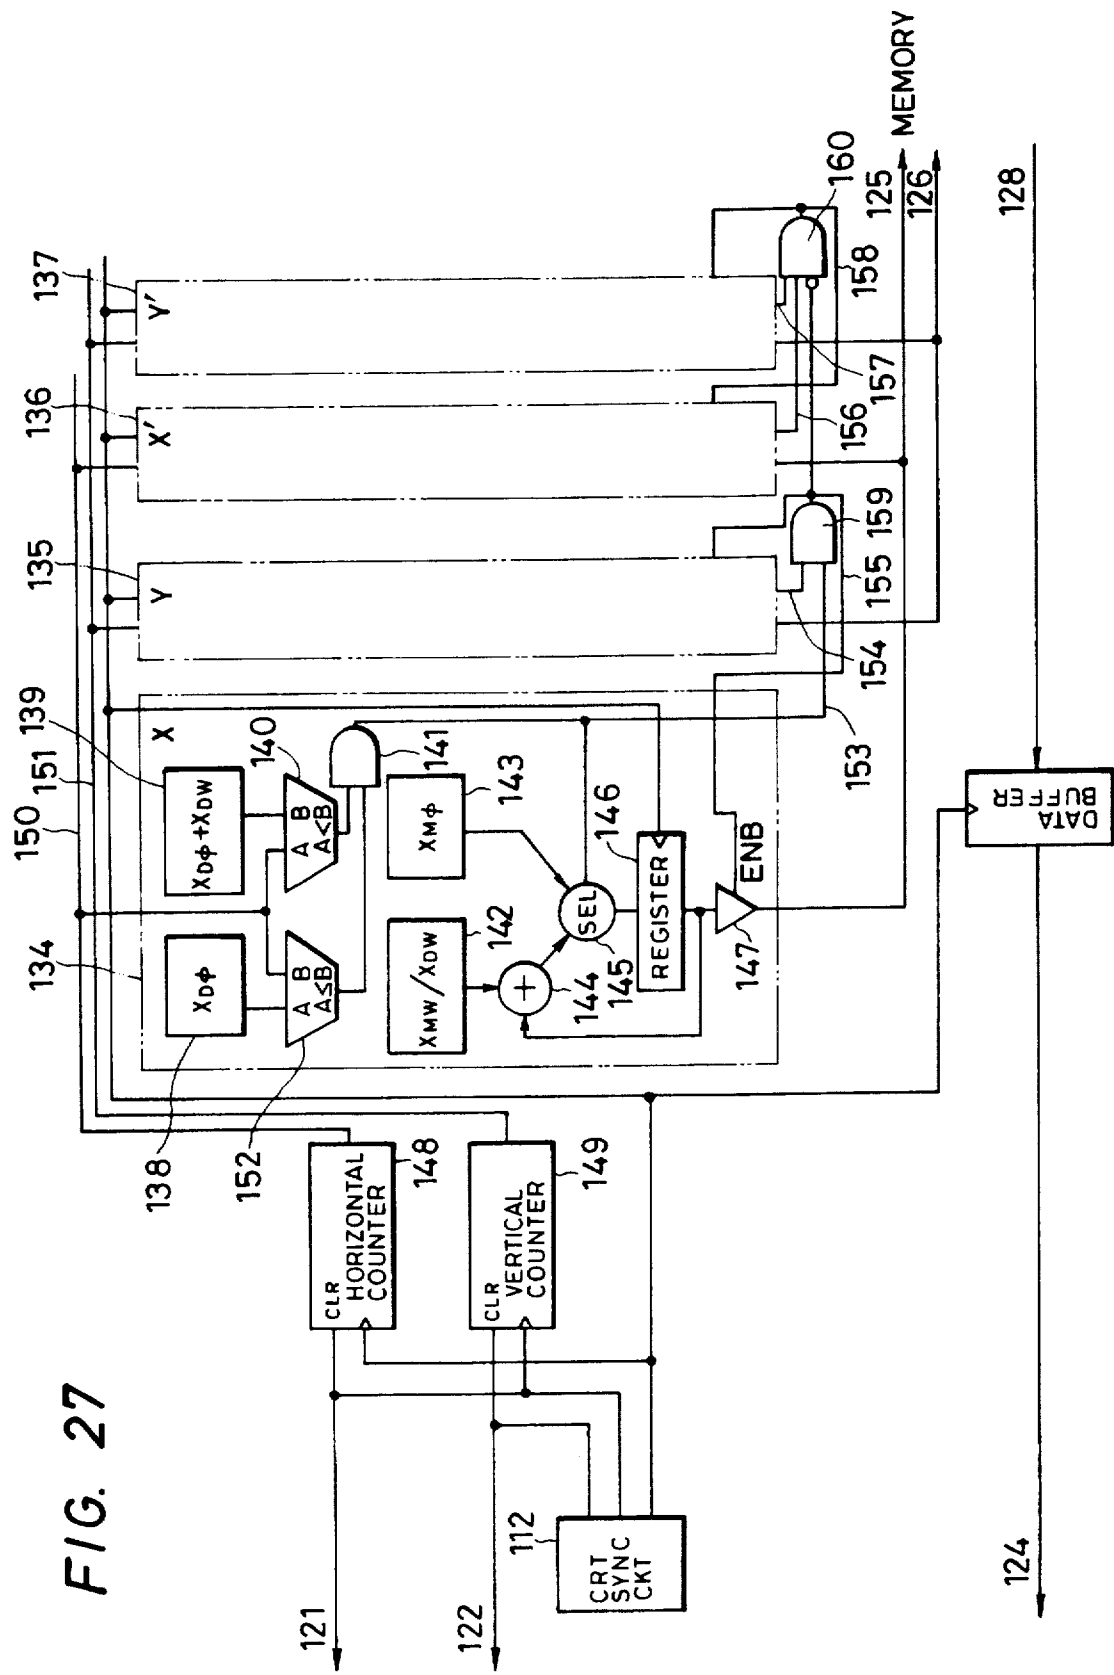 FIG. 27
150
151
139
134
138
152
X
XDφ
XDφ+XDW
A B
A≤B
A B
A<B
140
141
XMW/XDW
142
XMφ
143
144
SEL
145
REGISTER
146
147
ENB
153
135
Y
154
155
159
136
X'
156
137
Y'
157
158
160
125
MEMORY
126
128
DATA
BUFFER
124
CLR
HORIZONTAL
COUNTER
148
CLR
VERTICAL
COUNTER
149
112
CRT
SYNC
CKT
121
122